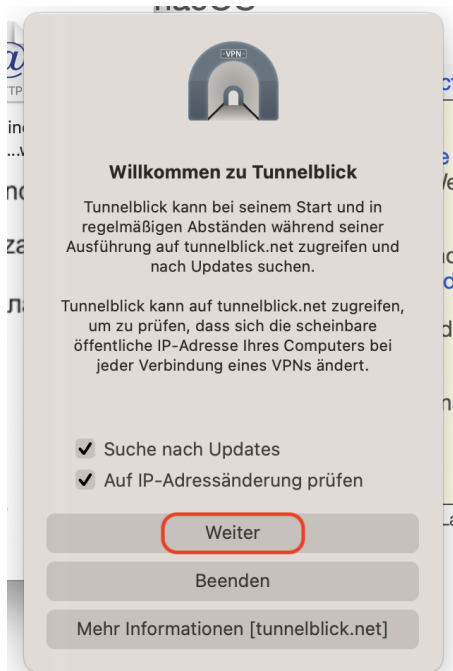 macOS
VPN
Willkommen zu Tunnelblick
Tunnelblick kann bei seinem Start und in
regelmäßigen Abständen während seiner
Ausführung auf tunnelblick.net zugreifen und
nach Updates suchen.
Tunnelblick kann auf tunnelblick.net zugreifen,
um zu prüfen, dass sich die scheinbare
öffentliche IP-Adresse Ihres Computers bei
jeder Verbindung eines VPNs ändert.
Suche nach Updates
Auf IP-Adressänderung prüfen
Weiter
Beenden
Mehr Informationen [tunnelblick.net]